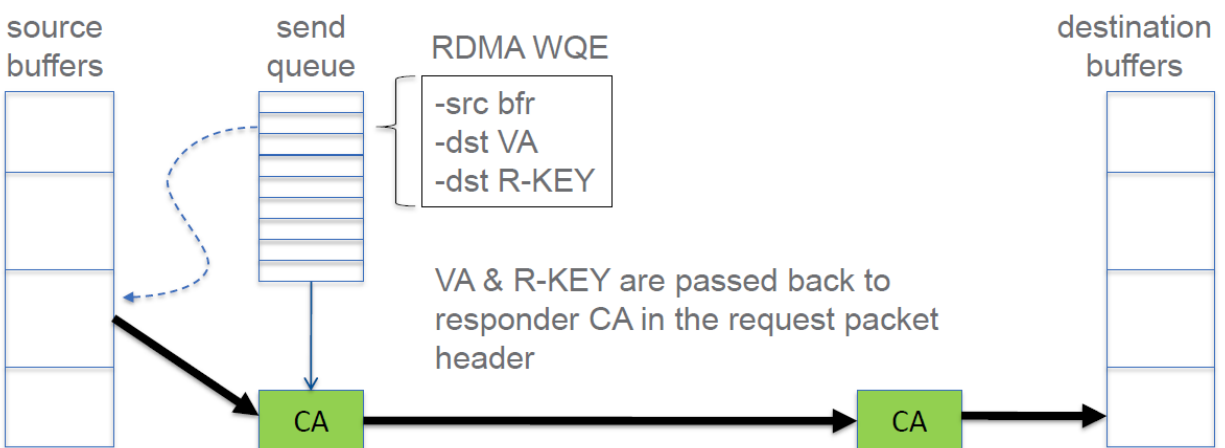 source
buffers
send
queue
RDMA WQE
-src bfr
-dst VA
-dst R-KEY
destination
buffers
VA & R-KEY are passed back to
responder CA in the request packet
header
CA
CA